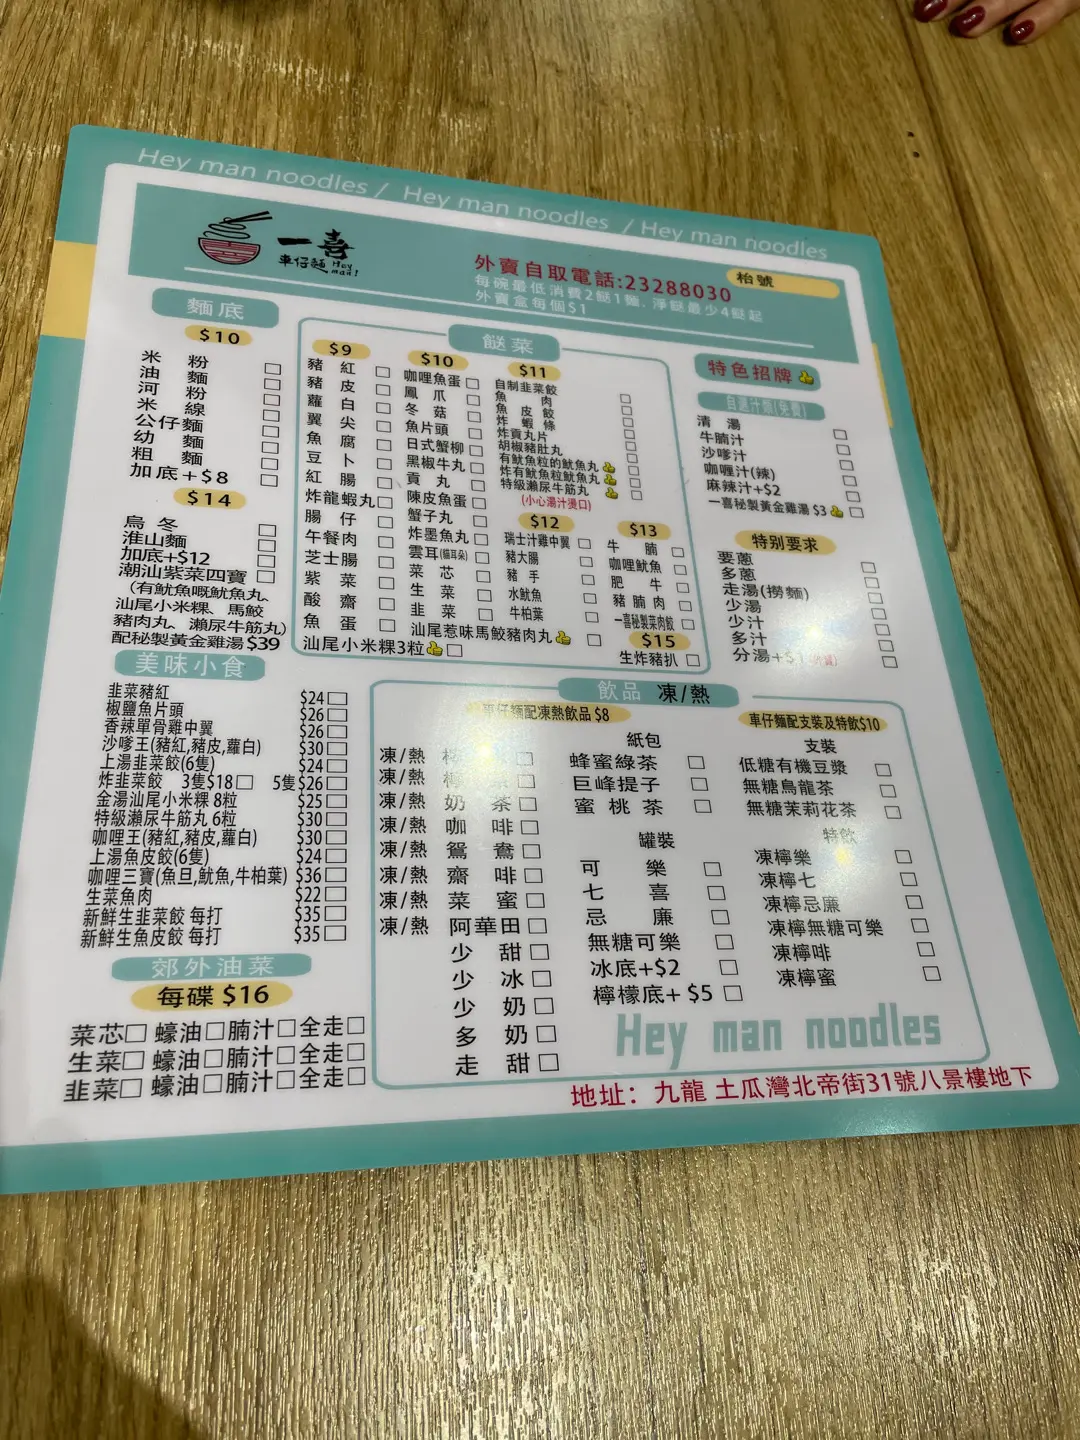 Hey man noodles / Hey man noodles / Hey man noodles
一喜
車仔麵 Hey man!
外賣自取電話:23288030
每碗最低消費2餸1麵. 淨餸最少4餸起
外賣盒每個$1
枱號
麵底
$10
米粉
油麵
河粉
米線
公仔麵
幼麵
粗麵
加底+$8
$14
烏冬
淮山麵
加底+$12
潮汕紫菜四寶
(有魷魚嘅魷魚丸、
汕尾小米粿、馬鮫
豬肉丸、瀨尿牛筋丸)
配秘製黃金雞湯$39
餸菜
$9
豬紅
豬皮
蘿白
翼尖
魚腐
豆卜
紅腸
炸龍蝦丸
腸仔
午餐肉
芝士腸
紫菜
酸齋
魚蛋
汕尾小米粿3粒
$10
咖哩魚蛋
鳳爪
冬菇
魚片頭
日式蟹柳
黑椒牛丸
貢丸
陳皮魚蛋
蟹子丸
炸墨魚丸
雲耳(貓耳朵)
菜芯
生菜
韭菜
汕尾惹味馬鮫豬肉丸
$11
自制韭菜餃
魚肉
魚皮餃
炸蝦條
炸貢丸片
胡椒豬肚丸
有魷魚粒的魷魚丸
炸有魷魚粒魷魚丸
特級瀨尿牛筋丸
(小心湯汁燙口)
$12
瑞士汁雞中翼
豬大腸
豬手
水魷魚
牛柏葉
$13
牛腩
咖哩魷魚
肥牛
豬腩肉
一喜秘製菜肉餃
$15
生炸豬扒
特色招牌
自選汁類(免費)
清湯
牛腩汁
沙嗲汁
咖喱汁(辣)
麻辣汁+$2
一喜秘製黃金雞湯 $3
特別要求
要蔥
多蔥
走湯(撈麵)
少湯
少汁
多汁
分湯+$1
美味小食
韭菜豬紅 $24
椒鹽魚片頭 $26
香辣單骨雞中翼 $26
沙嗲王(豬紅,豬皮,蘿白) $30
上湯韭菜餃(6隻) $24
炸韭菜餃 3隻$18 5隻$26
金湯汕尾小米粿 8粒 $25
特級瀨尿牛筋丸 6粒 $30
咖哩王(豬紅,豬皮,蘿白) $30
上湯魚皮餃(6隻) $24
咖哩三寶(魚旦,魷魚,牛柏葉) $36
生菜魚肉 $22
新鮮生韭菜餃 每打 $35
新鮮生魚皮餃 每打 $35
郊外油菜
每碟 $16
菜芯 蠔油 腩汁 全走
生菜 蠔油 腩汁 全走
韭菜 蠔油 腩汁 全走
飲品 凍/熱
車仔麵配凍熱飲品 $8
凍/熱
凍/熱
凍/熱 奶茶
凍/熱 咖啡
凍/熱 鴛鴦
凍/熱 齋啡
凍/熱 菜蜜
凍/熱 阿華田
少甜
少冰
少奶
多奶
走甜
紙包
蜂蜜綠茶
巨峰提子
蜜桃茶
罐裝
可樂
七喜
忌廉
無糖可樂
冰底+$2
檸檬底+ $5
車仔麵配支裝及特飲$10
支裝
低糖有機豆漿
無糖烏龍茶
無糖茉莉花茶
特飲
凍檸樂
凍檸七
凍檸忌廉
凍檸無糖可樂
凍檸啡
凍檸蜜
Hey man noodles
地址：九龍 土瓜灣北帝街31號八景樓地下